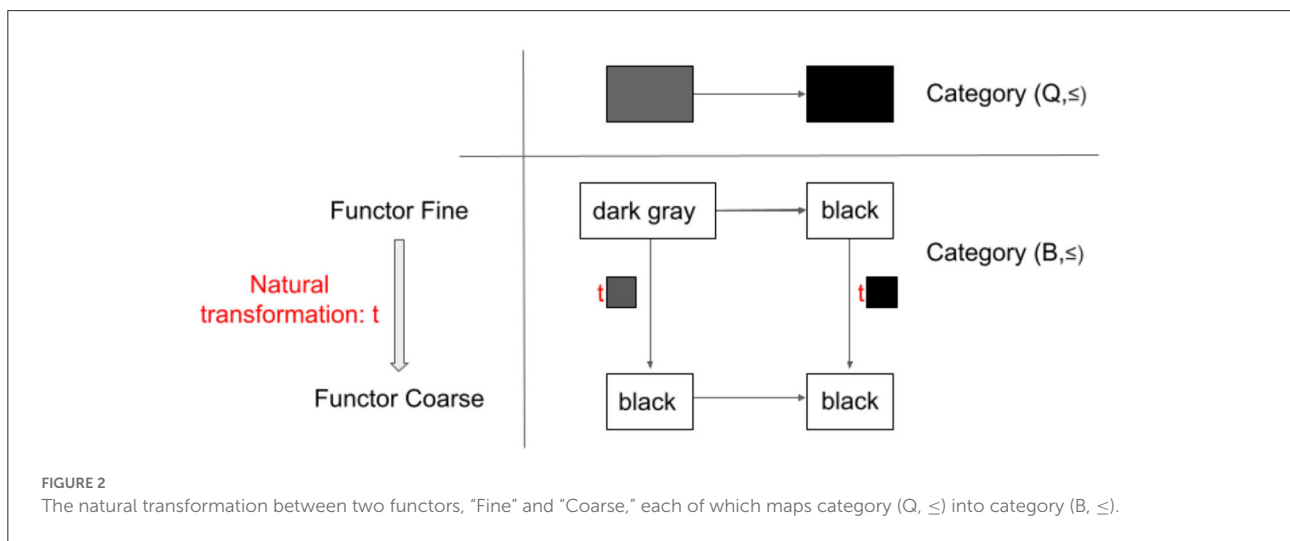 Category (Q,≤)
Functor Fine
dark gray
black
Category (B,≤)
Natural
transformation: t
t
t
Functor Coarse
black
black
FIGURE 2
The natural transformation between two functors, “Fine” and “Coarse,” each of which maps category (Q, ≤) into category (B, ≤).